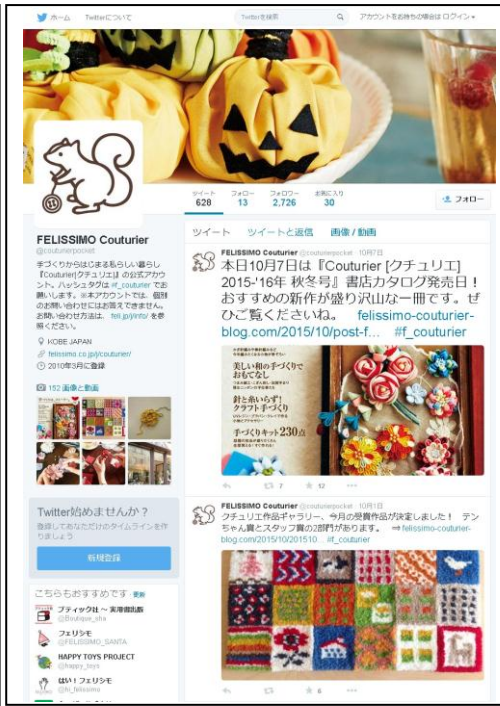 ホーム Twitterについて
Twitterを検索
アカウントをお持ちの場合は ログイン
ツイート
628
フォロー
13
フォロワー
2,726
お気に入り
30
フォロー
FELISSIMO Couturier
@couturierpocket
手づくりからはじまる私らしい暮らし
『Couturier[クチュリエ]』の公式アカウ
ント。ハッシュタグは #f_couturier でお
願いします。※本アカウントでは、個別
のお問い合わせにはお答えできません。
お問い合わせ方法は、feli.jp/j/info/ を参
照ください。
KOBE JAPAN
felissimo.co.jp/couturier/
2010年3月に登録
152 画像と動画
Twitter始めませんか？
登録してあなただけのタイムラインを作
りましょう
新規登録
こちらもおすすめです · 更新
ブティック社 ～ 実用書出版
@Boutique_sha
フェリシモ
@FELISSIMO_SANTA
HAPPY TOYS PROJECT
@happy_toys
はい！フェリシモ
@hi_felissimo
ツイート ツイートと返信 画像 / 動画
FELISSIMO Couturier @couturierpocket · 10月7日
本日10月7日は『Couturier [クチュリエ]
2015-'16年 秋冬号』書店カタログ発売日！
おすすめの新作が盛り沢山な一冊です。ぜ
ひご覧くださいね。 felissimo-couturier-
blog.com/2015/10/post-f… #f_couturier
美しい和の手づくりで
おもてなし
針と糸いらず！
クラフト手づくり
手づくりキット230点
7
12
FELISSIMO Couturier @couturierpocket · 10月1日
クチュリエ作品ギャラリー、今月の受賞作品が決定しました！ テン
ちゃん賞とスタッフ賞の2部門があります。 ⇒felissimo-couturier-
blog.com/2015/10/201510… #f_couturier
6